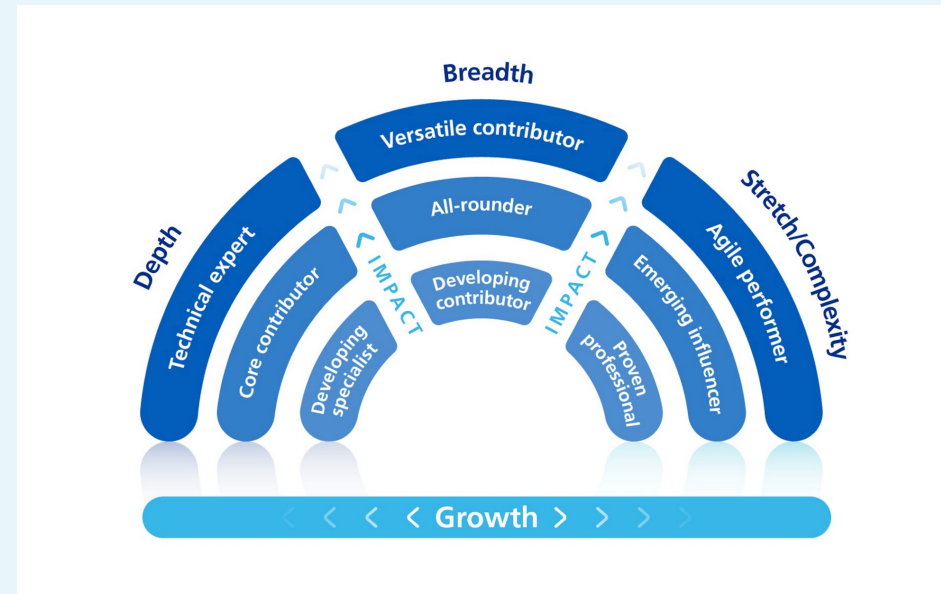 Breadth
Versatile contributor
All-rounder
Developing
contributor
Depth
Technical expert
Core contributor
Developing
specialist
IMPACT
IMPACT
Stretch/Complexity
Agile performer
Emerging influencer
Proven
professional
Growth